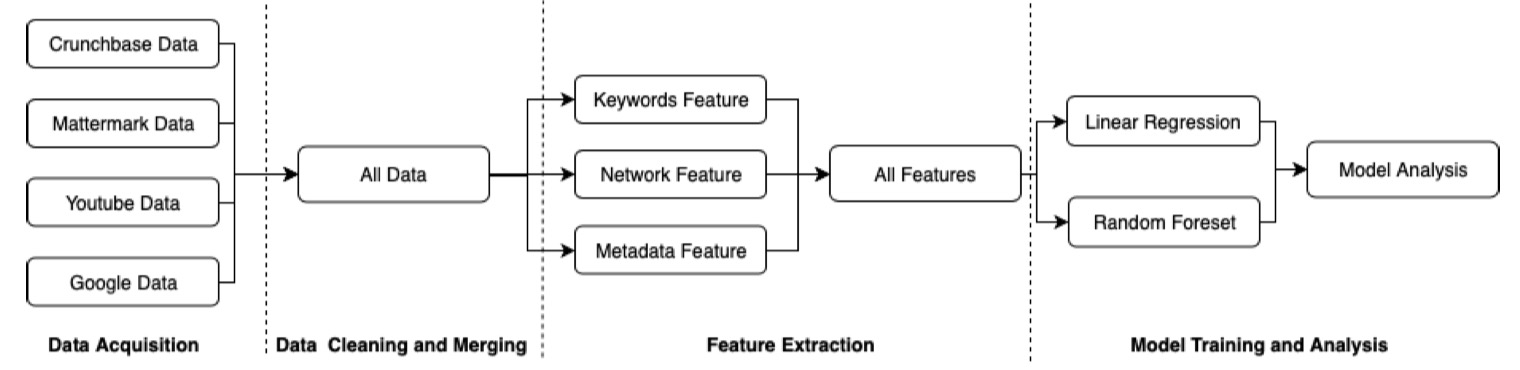 Crunchbase Data
Mattermark Data
Youtube Data
Google Data
Data Acquisition
All Data
Data Cleaning and Merging
Keywords Feature
Network Feature
Metadata Feature
All Features
Feature Extraction
Linear Regression
Random Foreset
Model Analysis
Model Training and Analysis